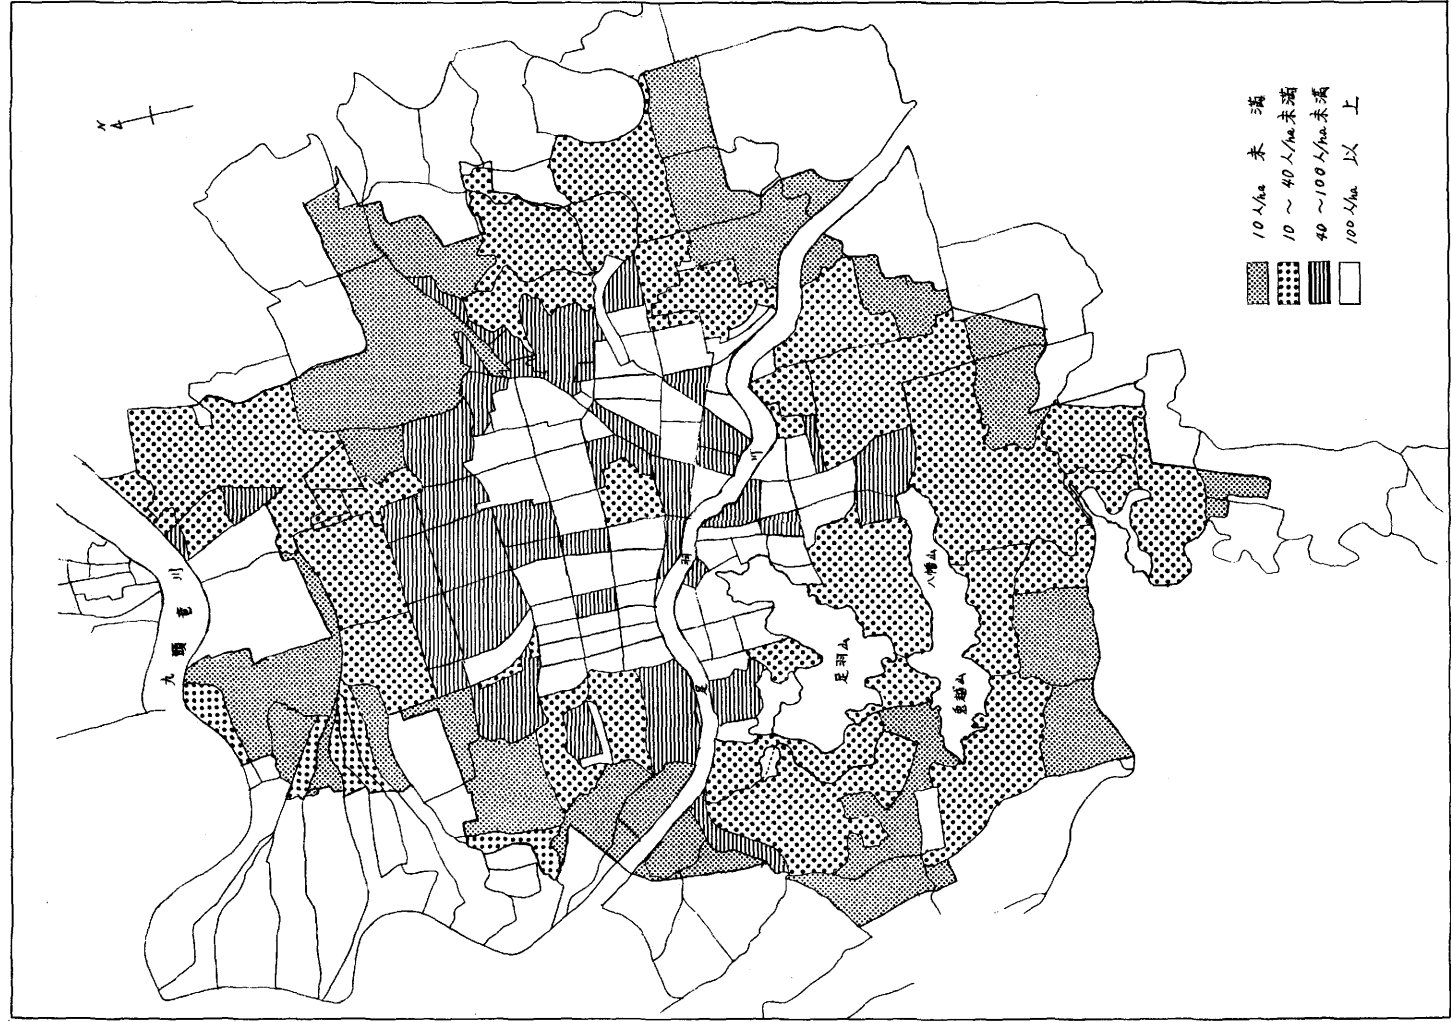 N
10人/ha 未 満
10 ~ 40人/ha未満
40 ~100人/ha未満
100人/ha 以 上
九頭竜川
足羽川
足羽山
八幡山
兎越山